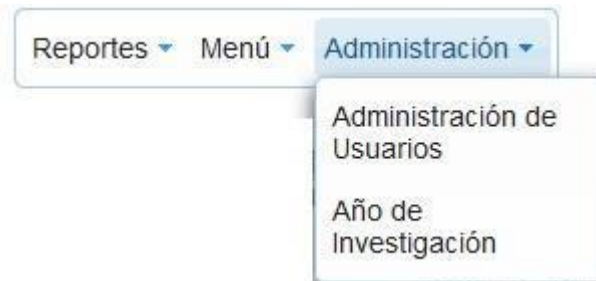 Reportes Menú Administración
Administración de
Usuarios
Año de
Investigación